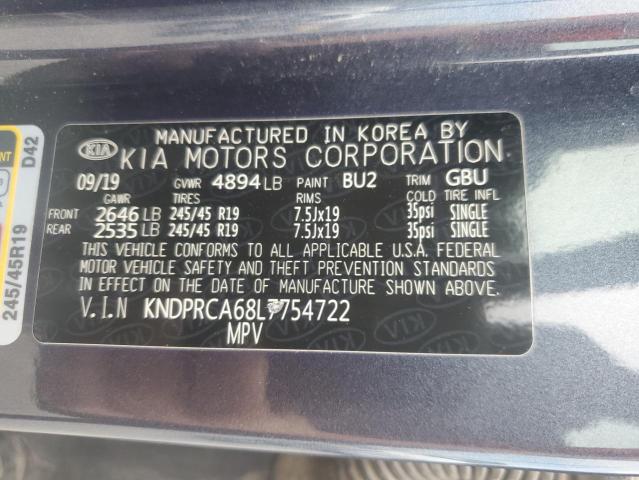 MANUFACTURED IN KOREA BY
KIA KIA MOTORS CORPORATION
09/19 GVWR 4894 LB PAINT BU2 TRIM GBU
GAWR TIRES RIMS COLD TIRE INFL
FRONT 2646 LB 245/45 R19 7.5Jx19 35psi SINGLE
REAR 2535 LB 245/45 R19 7.5Jx19 35psi SINGLE
THIS VEHICLE CONFORMS TO ALL APPLICABLE U.S.A. FEDERAL
MOTOR VEHICLE SAFETY AND THEFT PREVENTION STANDARDS
IN EFFECT ON THE DATE OF MANUFACTURE SHOWN ABOVE.
V.I.N
MPV
245/45R19 D42